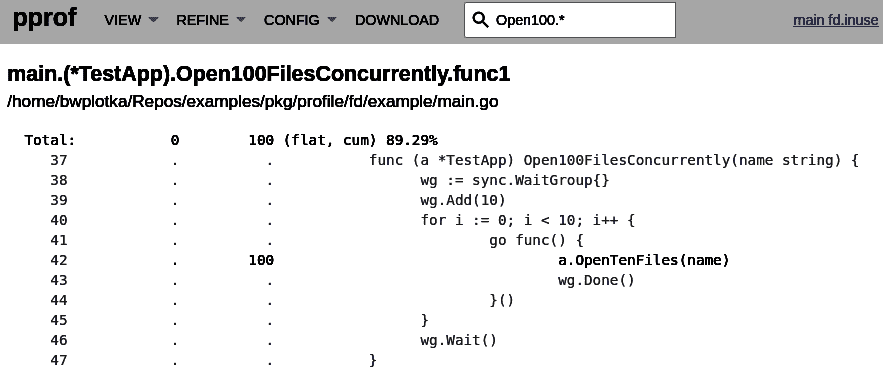 pprof VIEW REFINE CONFIG DOWNLOAD Open100.* main fd.inuse
main.(*TestApp).Open100FilesConcurrently.func1
/home/bwplotka/Repos/examples/pkg/profile/fd/example/main.go
Total: 0 100 (flat, cum) 89.29%
37 . . func (a *TestApp) Open100FilesConcurrently(name string) {
38 . . wg := sync.WaitGroup{}
39 . . wg.Add(10)
40 . . for i := 0; i < 10; i++ {
41 . . go func() {
42 . 100 a.OpenTenFiles(name)
43 . . wg.Done()
44 . . }()
45 . . }
46 . . wg.Wait()
47 . . }